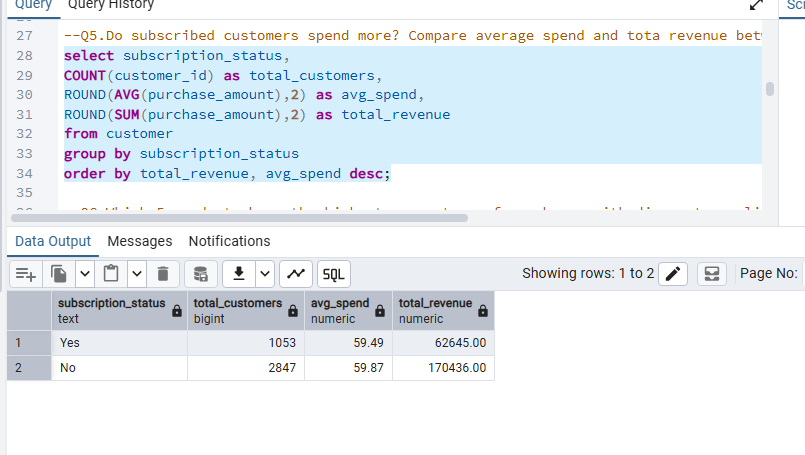 Query Query History
27 --Q5.Do subscribed customers spend more? Compare average spend and tota revenue bet
28 select subscription_status,
29 COUNT(customer_id) as total_customers,
30 ROUND(AVG(purchase_amount),2) as avg_spend,
31 ROUND(SUM(purchase_amount),2) as total_revenue
32 from customer
33 group by subscription_status
34 order by total_revenue, avg_spend desc;
35
Data Output Messages Notifications
SQL Showing rows: 1 to 2 Page No:
subscription_status total_customers avg_spend total_revenue
text bigint numeric numeric
1 Yes 1053 59.49 62645.00
2 No 2847 59.87 170436.00